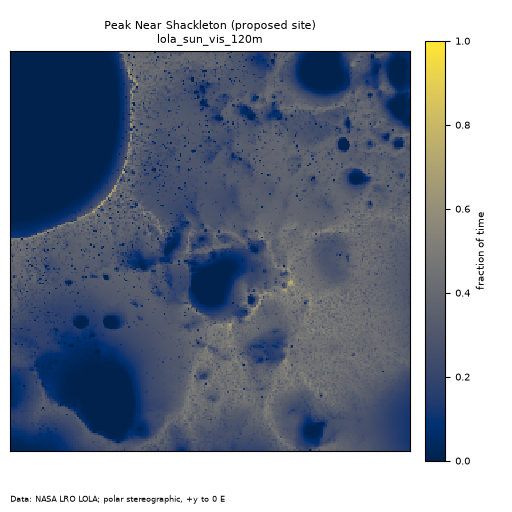 Peak Near Shackleton (proposed site)
lola_sun_vis_120m
1.0
0.8
0.6
0.4
0.2
0.0
fraction of time
Data: NASA LRO LOLA; polar stereographic, +y to 0 E